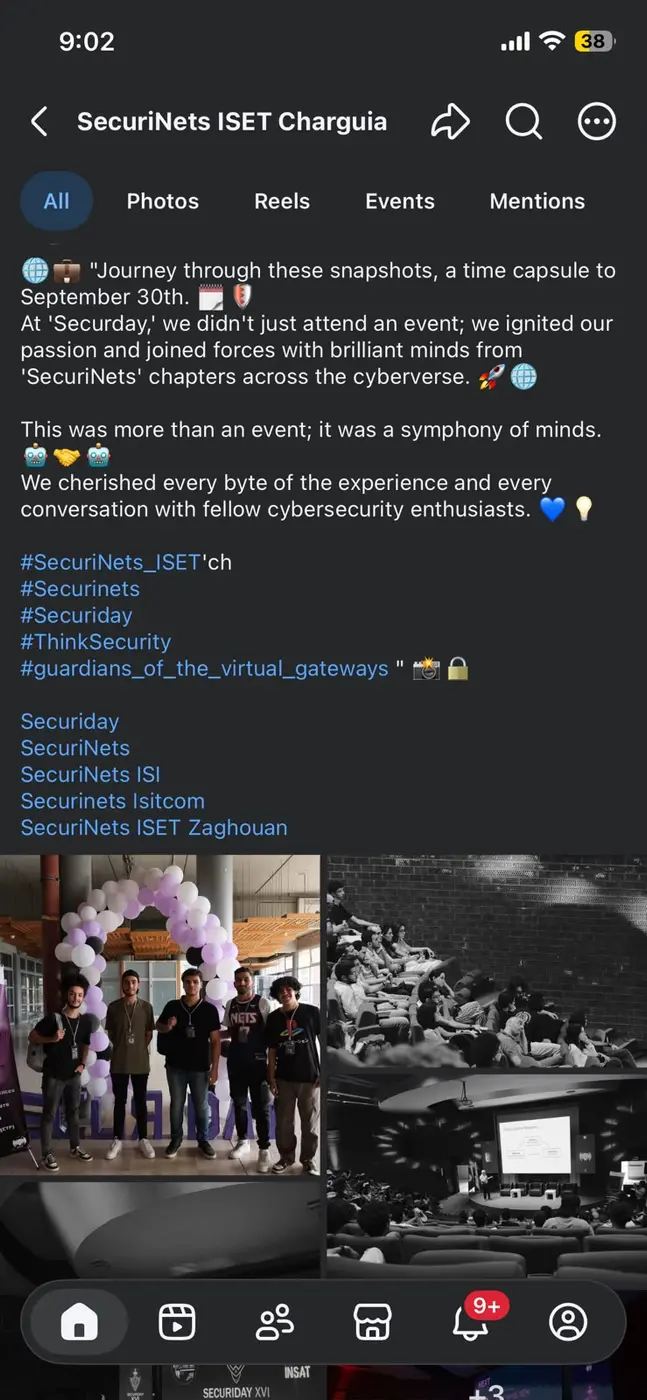 9:02
38
SecuriNets ISET Charguia
All
Photos
Reels
Events
Mentions
🌐💼 "Journey through these snapshots, a time capsule to
September 30th. 🗓️ 🛡️
At 'Securday,' we didn't just attend an event; we ignited our
passion and joined forces with brilliant minds from
'SecuriNets' chapters across the cyberverse. 🚀🌐
This was more than an event; it was a symphony of minds.
🤖🤝🤖
We cherished every byte of the experience and every
conversation with fellow cybersecurity enthusiasts. 💙💡
#SecuriNets_ISET'ch
#Securinets
#Securiday
#ThinkSecurity
#guardians_of_the_virtual_gateways " 📸🔒
Securiday
SecuriNets
SecuriNets ISI
Securinets Isitcom
SecuriNets ISET Zaghouan
NETS
9+
INSAT
SECURIDAY XVI
+3